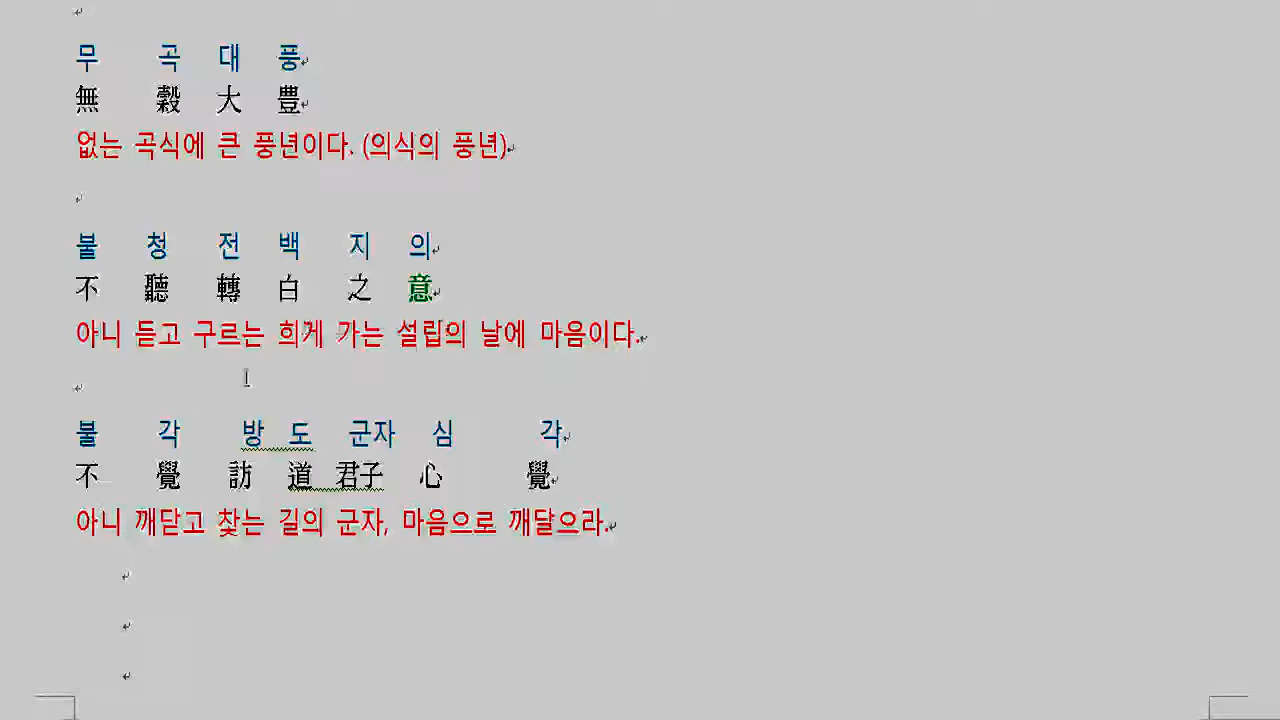 무 곡 대 풍
無 穀 大 豊
없는 곡식에 큰 풍년이다. (의식의 풍년)
불 청 전 백 지 의
不 聽 轉 白 之 意
아니 듣고 구르는 희게 가는 설립의 날에 마음이다.
불 각 방 도 군자 심 각
不 覺 訪 道 君子 心 覺
아니 깨닫고 찾는 길의 군자, 마음으로 깨달으라.